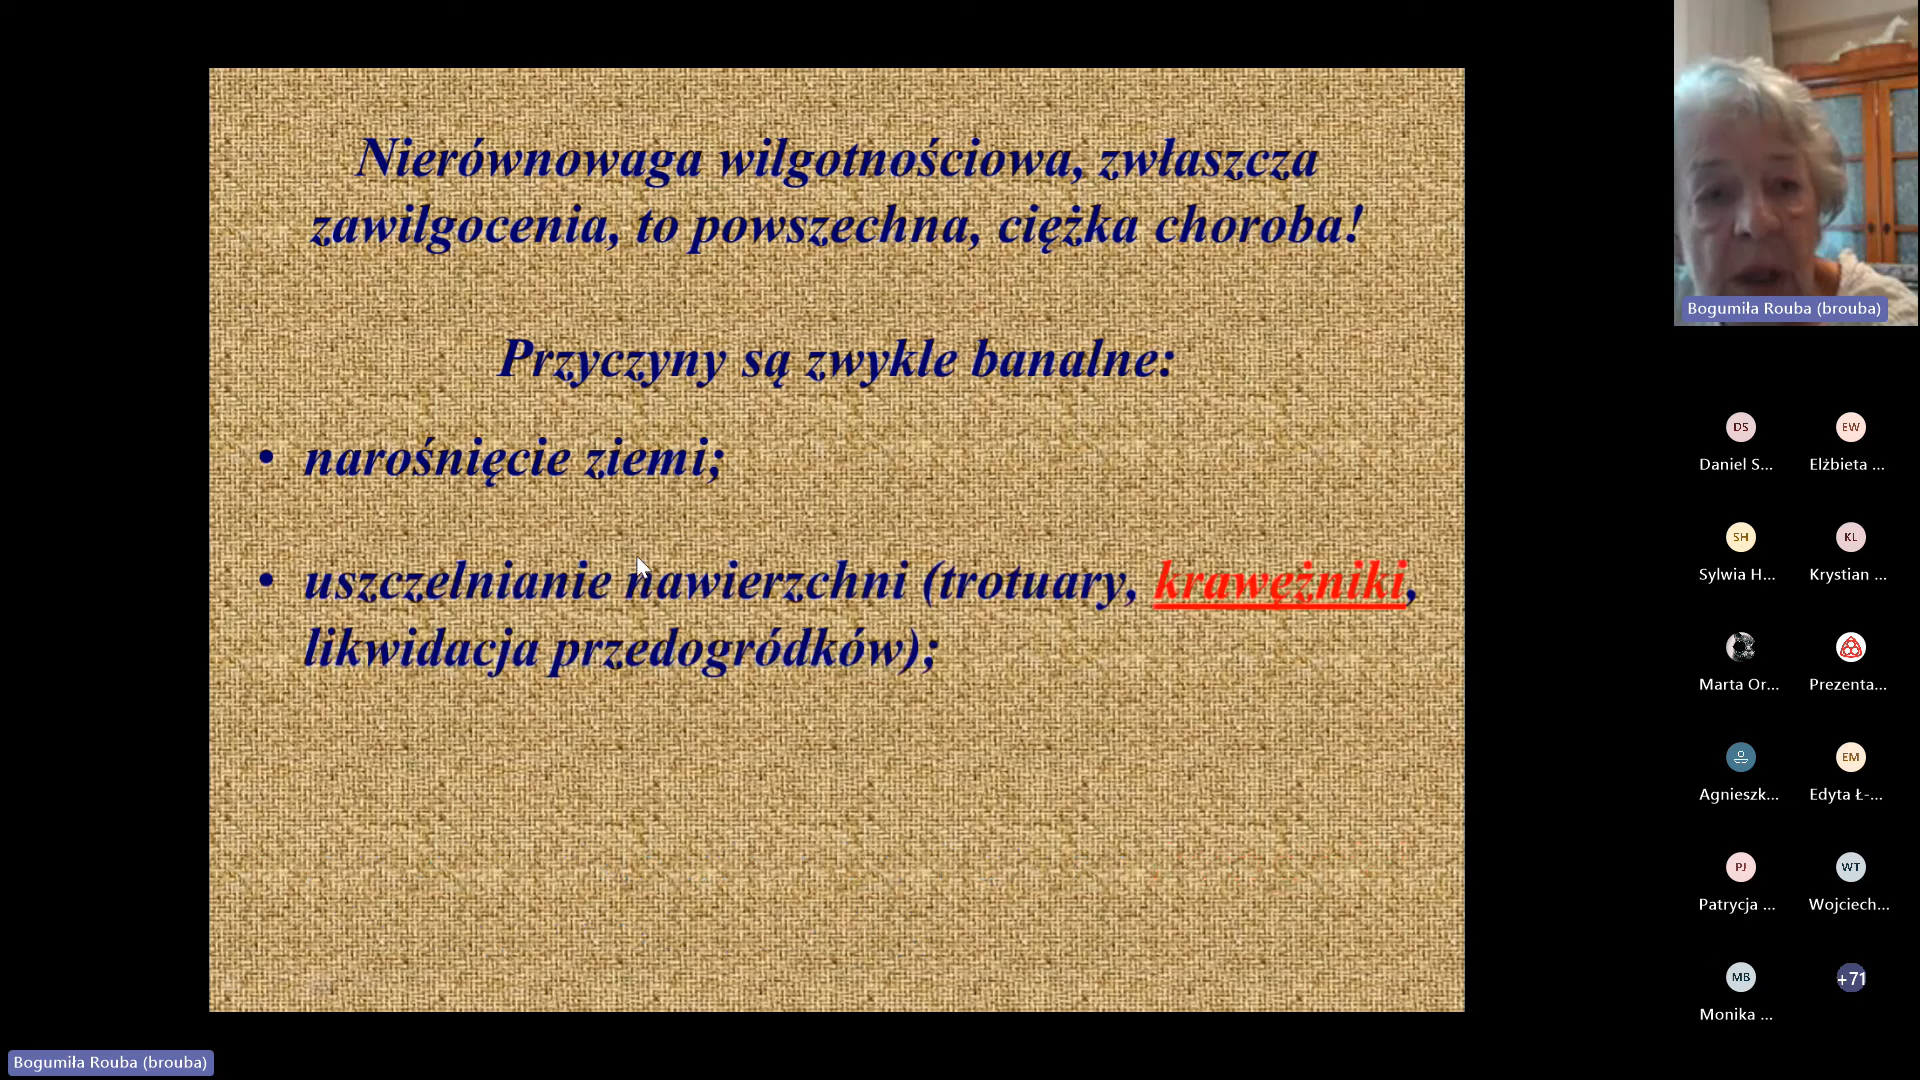 Nierównowaga wilgotnościowa, zwłaszcza
zawilgocenia, to powszechna, ciężka choroba!
Przyczyny są zwykle banalne:
• narośnięcie ziemi;
• uszczelnianie nawierzchni (trotuary, krawężniki,
likwidacja przedogródków);
Bogumiła Rouba (brouba)
DS
EW
Daniel S...
Elżbieta ...
SH
KL
Sylwia H...
Krystian ...
Marta Or...
Prezenta...
EM
Agnieszk...
Edyta Ł-...
PJ
WT
Patrycja ...
Wojciech...
MB
+71
Monika ...
Bogumiła Rouba (brouba)